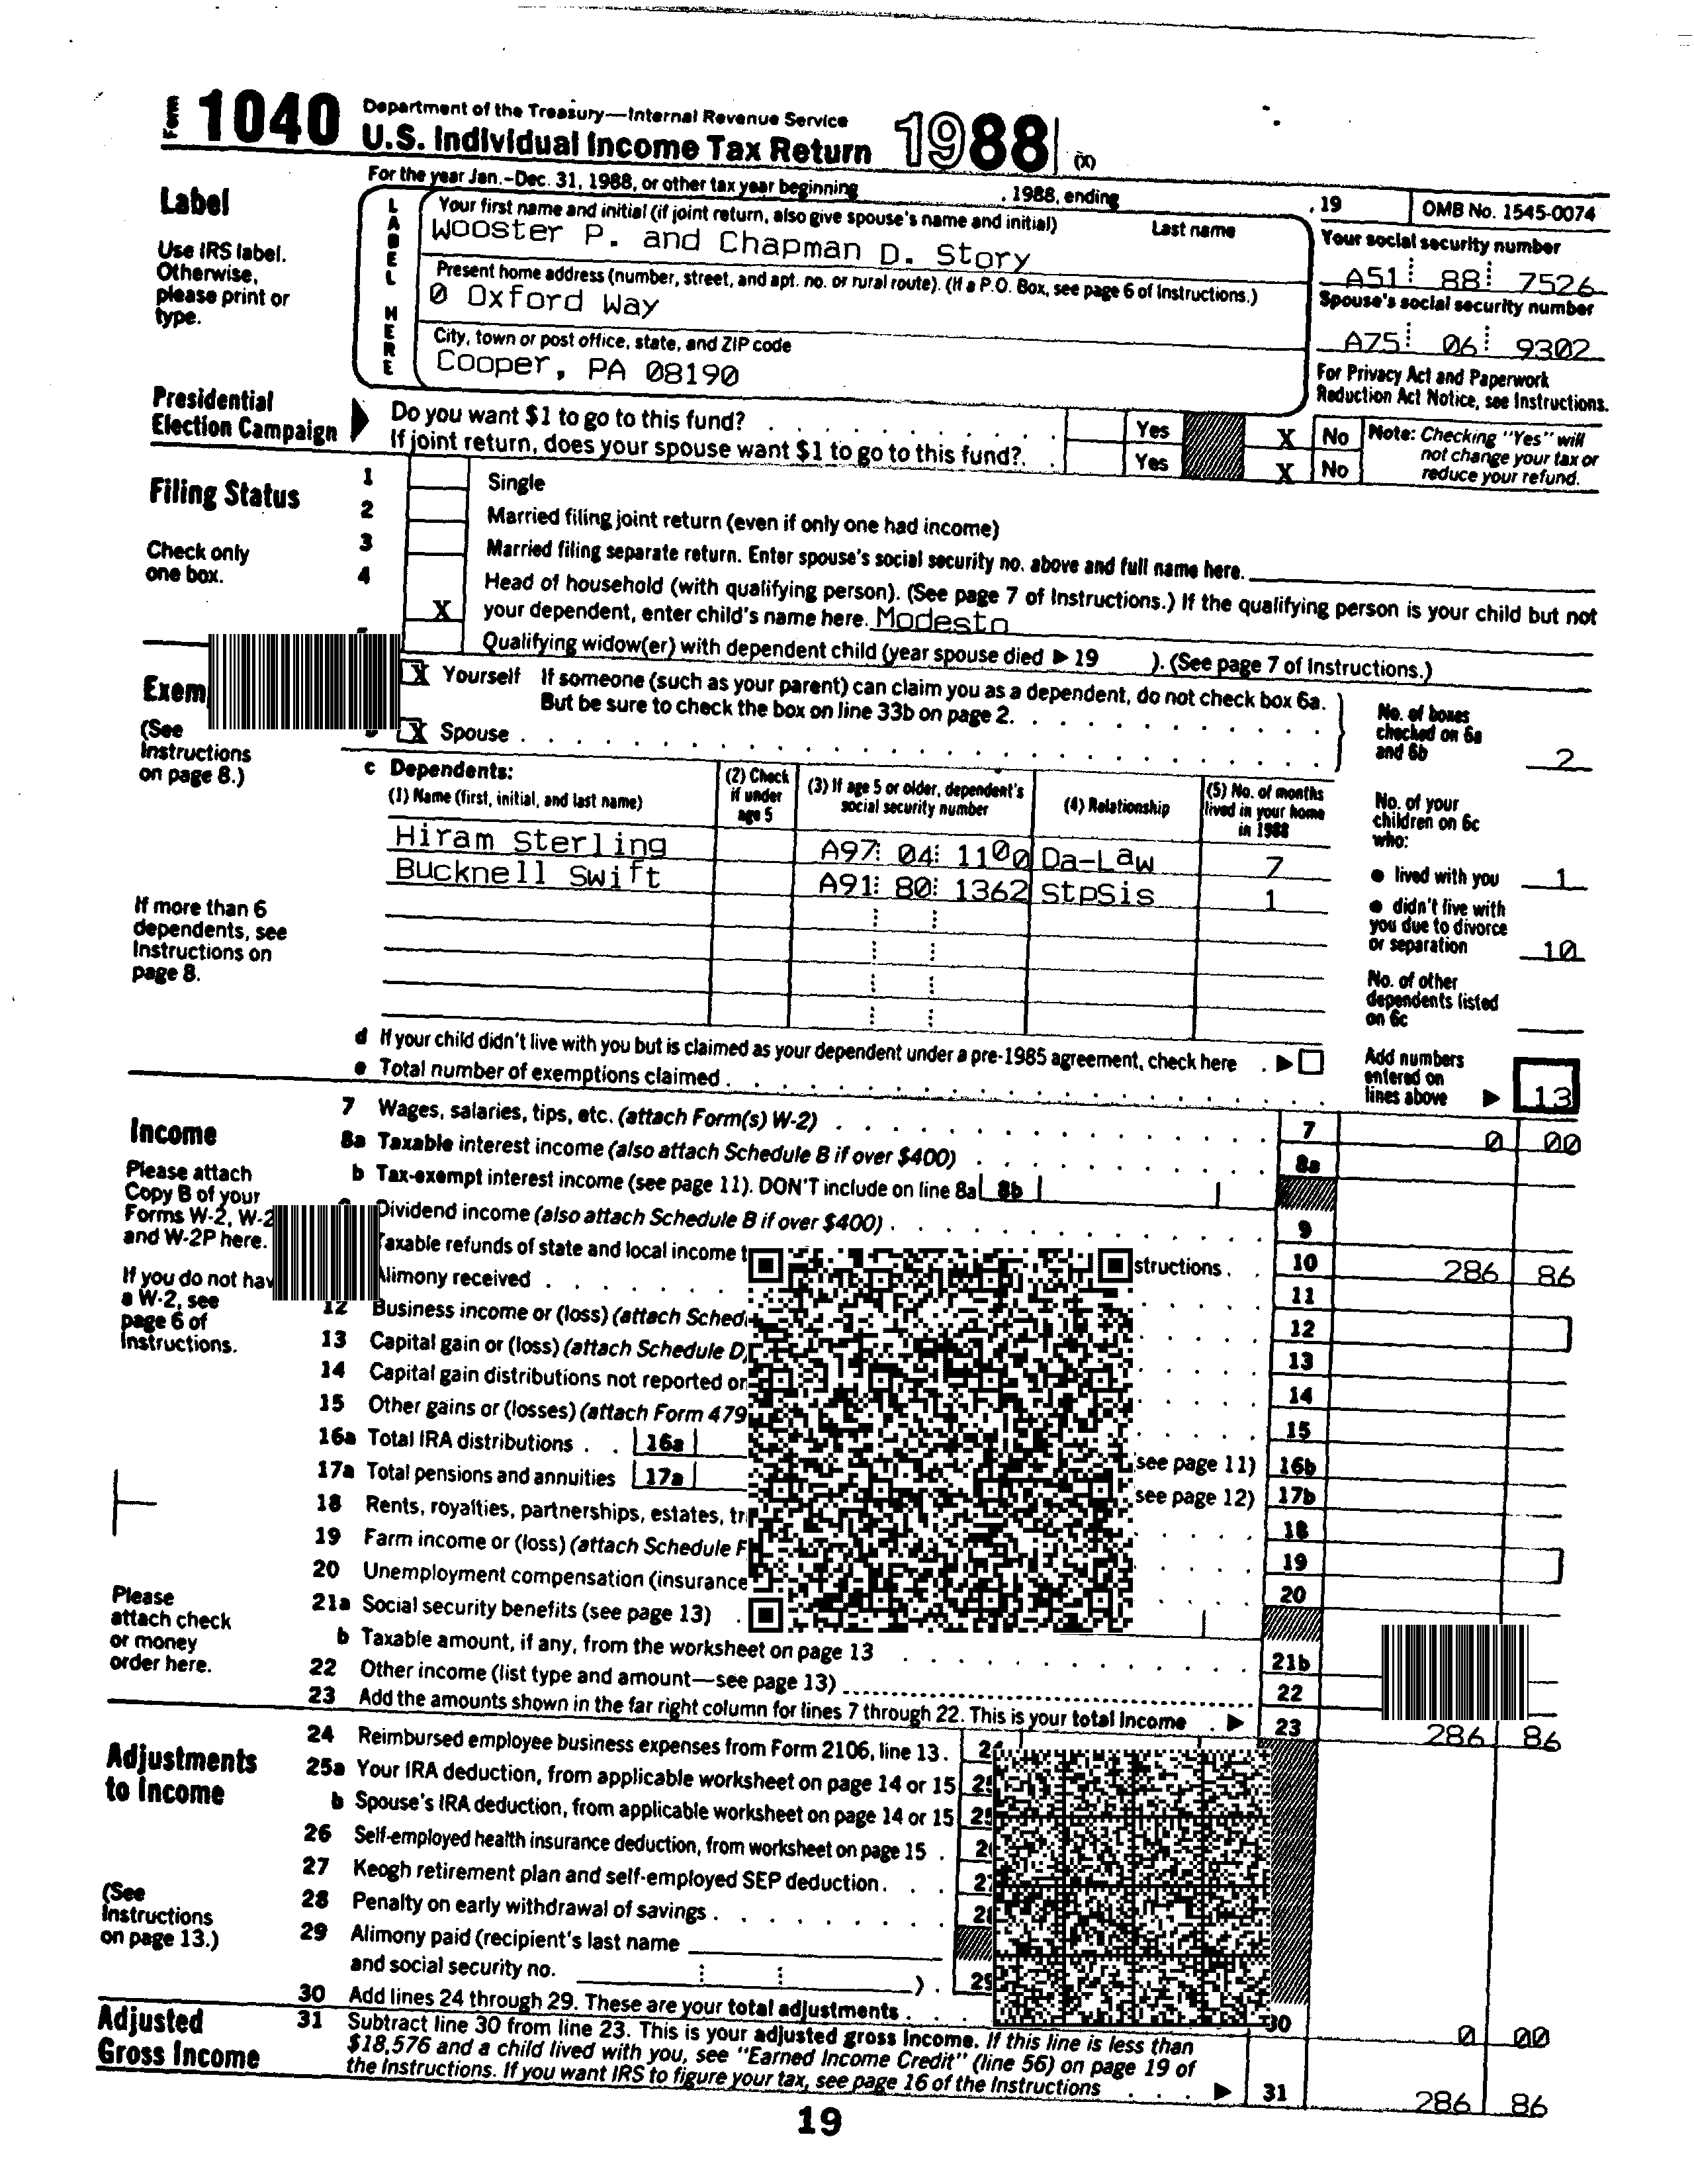 Form 1040 Department of the Treasury—Internal Revenue Service
U.S. Individual Income Tax Return 1988 (X)
For the year Jan.–Dec. 31, 1988, or other tax year beginning , 1988, ending , 19 OMB No. 1545-0074
Label
Use IRS label.
Otherwise,
please print or
type.
LABEL HERE
Your first name and initial (if joint return, also give spouse's name and initial) Last name
Wooster P. and Chapman D. Story
Present home address (number, street, and apt. no. or rural route). (If a P.O. Box, see page 6 of Instructions.)
0 Oxford Way
City, town or post office, state, and ZIP code
Cooper, PA 08190
Your social security number
A51 88 7526
Spouse's social security number
A75 06 9302
For Privacy Act and Paperwork
Reduction Act Notice, see Instructions.
Presidential
Election Campaign
Do you want $1 to go to this fund? Yes X No
If joint return, does your spouse want $1 to go to this fund? Yes X No
Note: Checking "Yes" will
not change your tax or
reduce your refund.
Filing Status
Check only
one box.
1 Single
2 Married filing joint return (even if only one had income)
3 Married filing separate return. Enter spouse's social security no. above and full name here.
4 Head of household (with qualifying person). (See page 7 of Instructions.) If the qualifying person is your child but not
X your dependent, enter child's name here. Modesto
Qualifying widow(er) with dependent child (year spouse died ▶ 19 ). (See page 7 of Instructions.)
Exem
(See
Instructions
on page 8.)
X Yourself If someone (such as your parent) can claim you as a dependent, do not check box 6a.
But be sure to check the box on line 33b on page 2.
X Spouse
No. of boxes
checked on 6a
and 6b 2
c Dependents:
(1) Name (first, initial, and last name)
(2) Check
if under
age 5
(3) If age 5 or older, dependent's
social security number
(4) Relationship
(5) No. of months
lived in your home
in 1988
Hiram Sterling A97 04 1100 Da-Law 7
Bucknell Swift A91 80 1362 StpSis 1
No. of your
children on 6c
who:
● lived with you 1
● didn't live with
you due to divorce
or separation 10
No. of other
dependents listed
on 6c
If more than 6
dependents, see
Instructions on
page 8.
d If your child didn't live with you but is claimed as your dependent under a pre-1985 agreement, check here . ▶
e Total number of exemptions claimed
Add numbers
entered on
lines above ▶ 13
Income
Please attach
Copy B of your
Forms W-2, W-2
and W-2P here.
If you do not hav
a W-2, see
page 6 of
Instructions.
Please
attach check
or money
order here.
7 Wages, salaries, tips, etc. (attach Form(s) W-2) 7 0 00
8a Taxable interest income (also attach Schedule B if over $400) 8a
b Tax-exempt interest income (see page 11). DON'T include on line 8a 8b
Dividend income (also attach Schedule B if over $400) 9
Taxable refunds of state and local income t structions. 10 286 86
Alimony received 11
12 Business income or (loss) (attach Sched 12
13 Capital gain or (loss) (attach Schedule D) 13
14 Capital gain distributions not reported on 14
15 Other gains or (losses) (attach Form 479 15
16a Total IRA distributions 16a see page 11) 16b
17a Total pensions and annuities 17a see page 12) 17b
18 Rents, royalties, partnerships, estates, tr 18
19 Farm income or (loss) (attach Schedule F 19
20 Unemployment compensation (insurance 20
21a Social security benefits (see page 13)
b Taxable amount, if any, from the worksheet on page 13 21b
22 Other income (list type and amount—see page 13) 22
23 Add the amounts shown in the far right column for lines 7 through 22. This is your total income ▶ 23 286 86
Adjustments
to Income
(See
Instructions
on page 13.)
24 Reimbursed employee business expenses from Form 2106, line 13.
25a Your IRA deduction, from applicable worksheet on page 14 or 15
b Spouse's IRA deduction, from applicable worksheet on page 14 or 15
26 Self-employed health insurance deduction, from worksheet on page 15
27 Keogh retirement plan and self-employed SEP deduction
28 Penalty on early withdrawal of savings
29 Alimony paid (recipient's last name
and social security no. ) 29
30 Add lines 24 through 29. These are your total adjustments 30 0 00
Adjusted
Gross Income
31 Subtract line 30 from line 23. This is your adjusted gross income. If this line is less than
$18,576 and a child lived with you, see "Earned Income Credit" (line 56) on page 19 of
the Instructions. If you want IRS to figure your tax, see page 16 of the Instructions ▶ 31 286 86
19